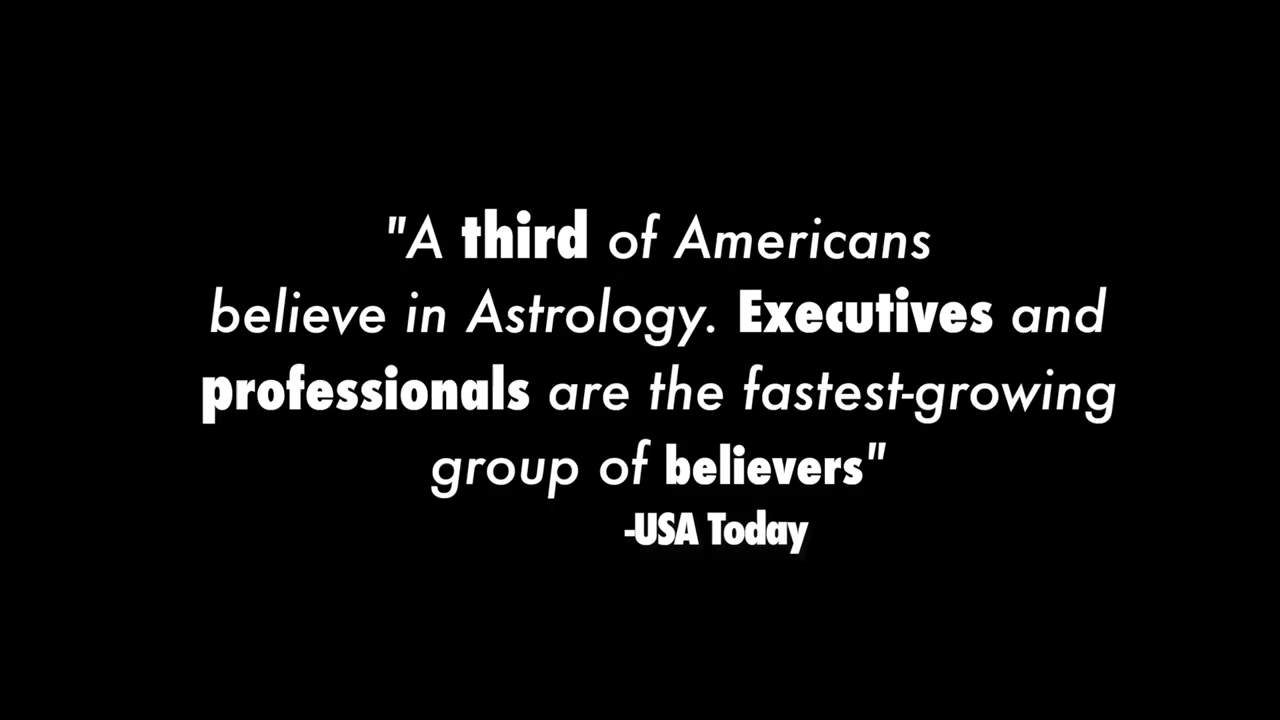 "A third of Americans
believe in Astrology. Executives and
professionals are the fastest-growing
group of believers"
-USA Today